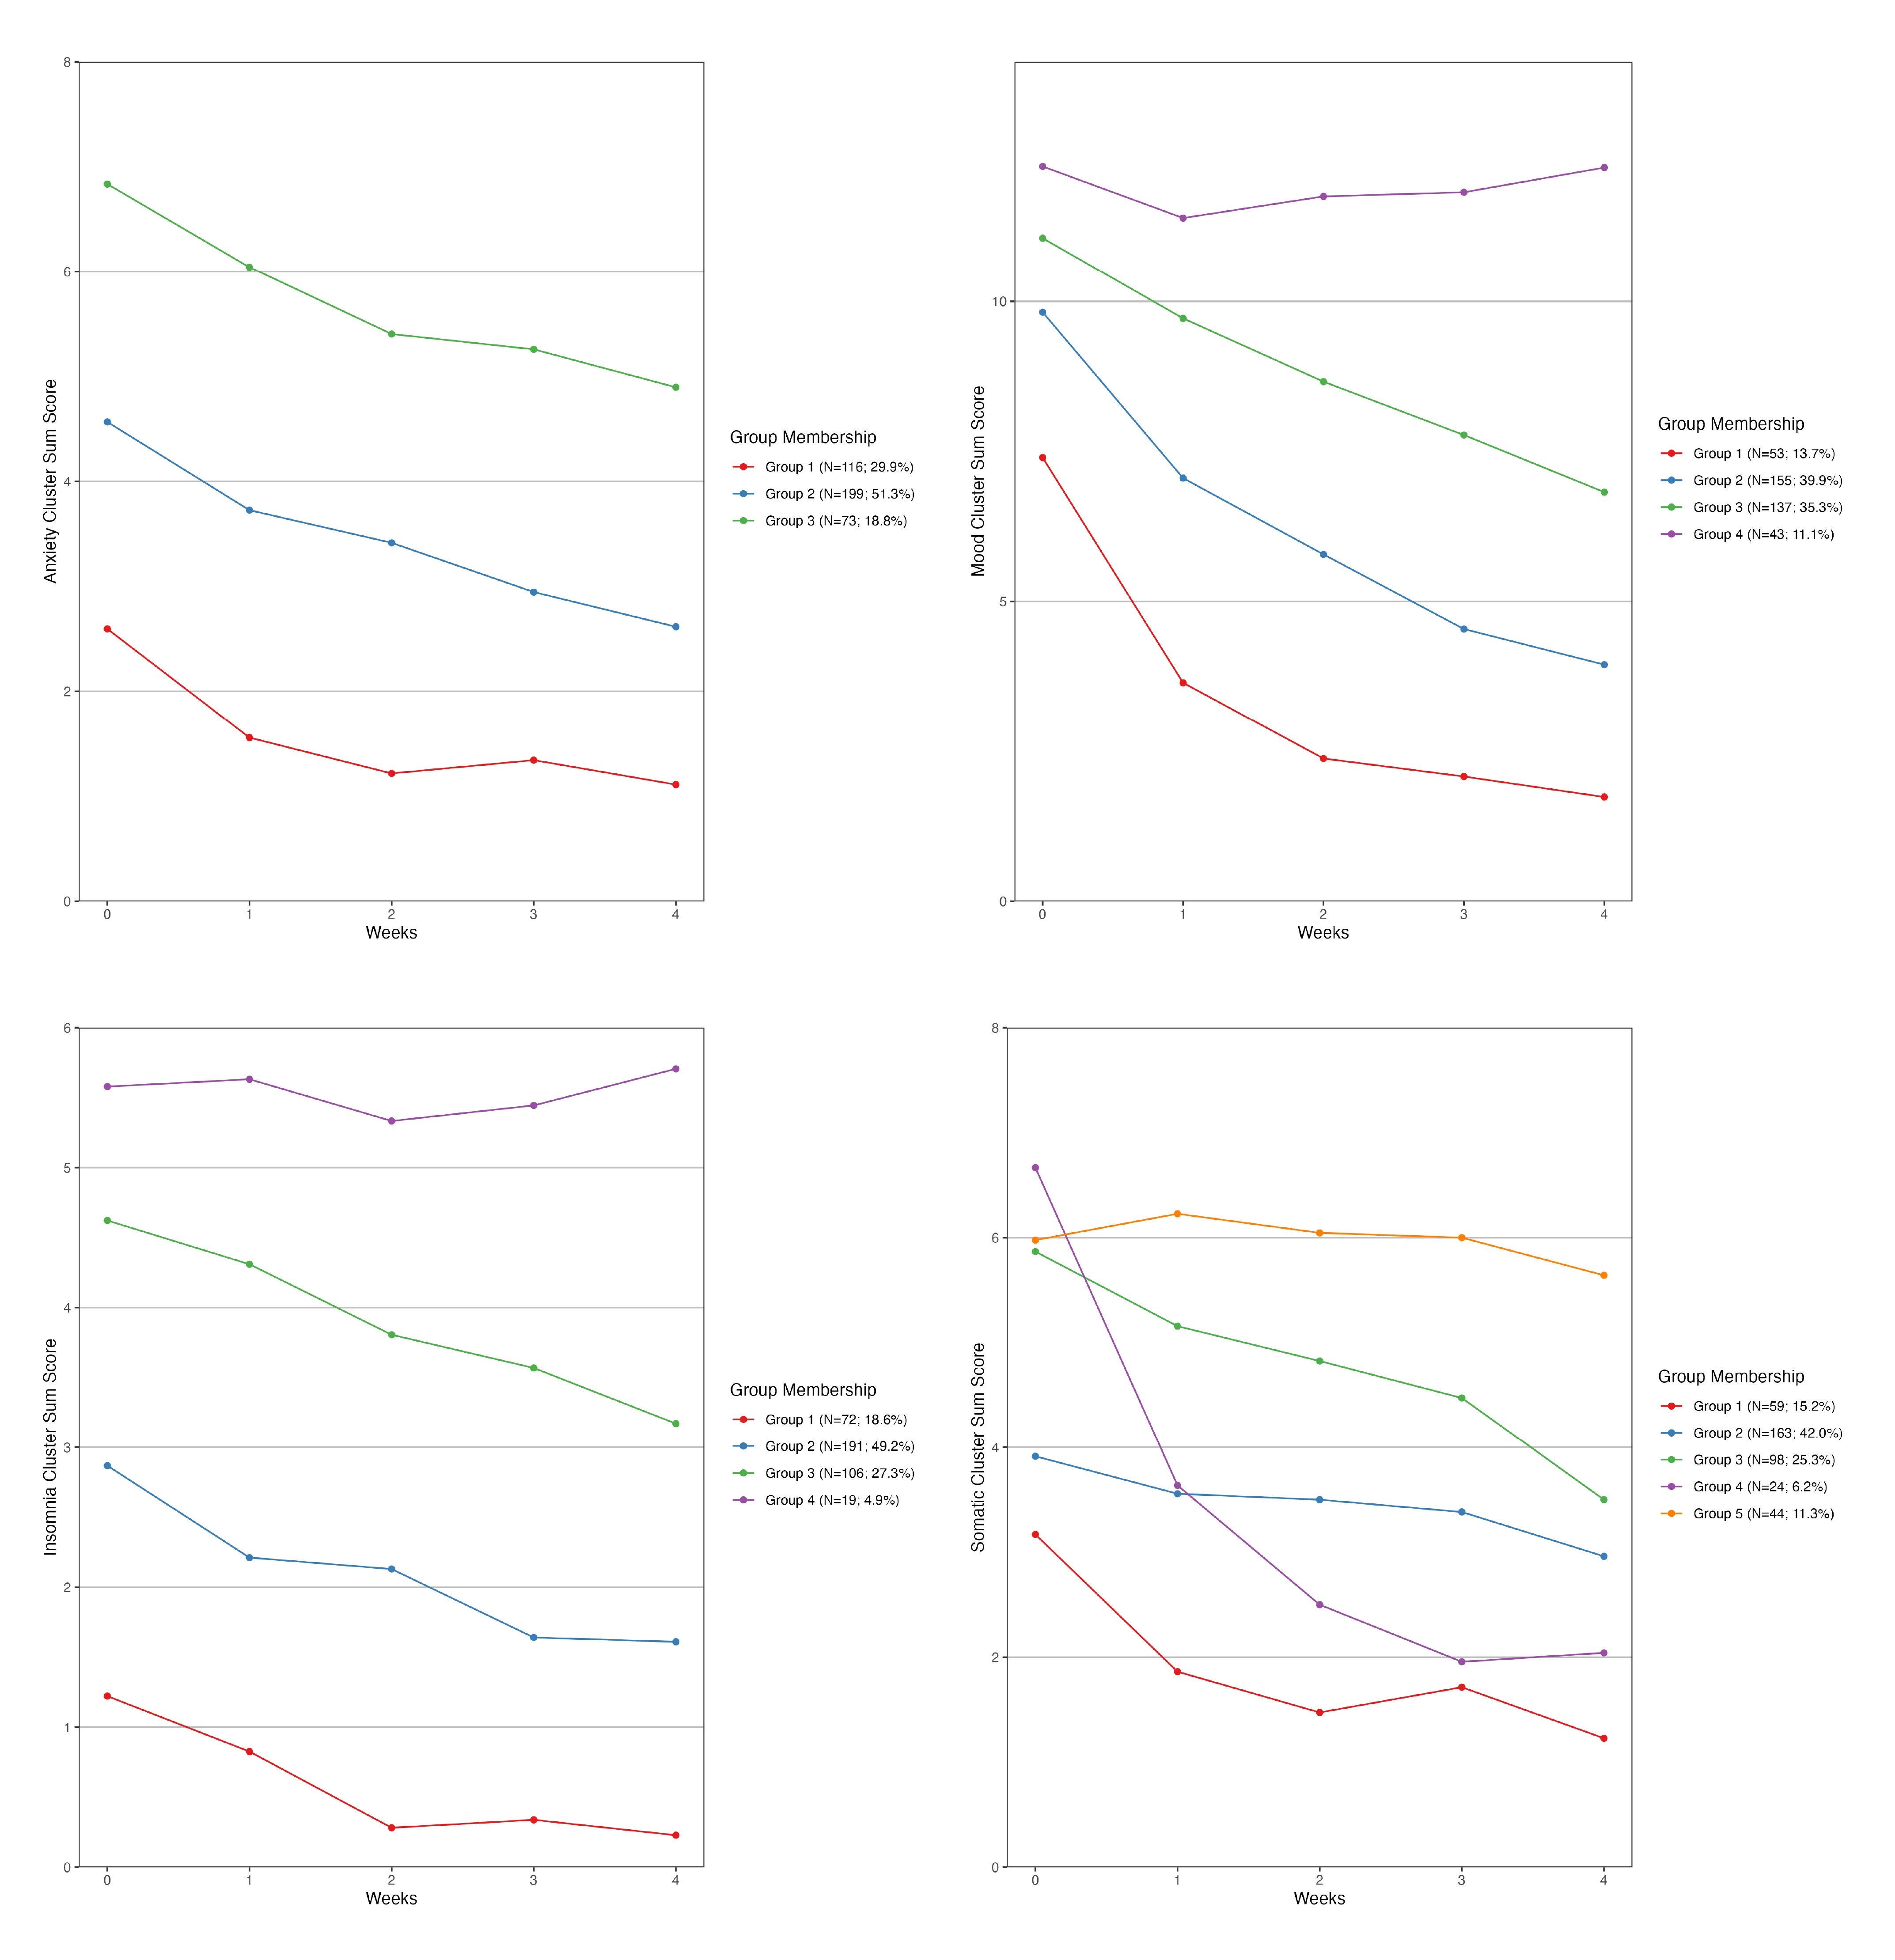 Anxiety Cluster Sum Score
8
6
4
2
0
0 1 2 3 4
Weeks
Group Membership
Group 1 (N=116; 29.9%)
Group 2 (N=199; 51.3%)
Group 3 (N=73; 18.8%)
Mood Cluster Sum Score
10
5
0
0 1 2 3 4
Weeks
Group Membership
Group 1 (N=53; 13.7%)
Group 2 (N=155; 39.9%)
Group 3 (N=137; 35.3%)
Group 4 (N=43; 11.1%)
Insomnia Cluster Sum Score
6
5
4
3
2
1
0
0 1 2 3 4
Weeks
Group Membership
Group 1 (N=72; 18.6%)
Group 2 (N=191; 49.2%)
Group 3 (N=106; 27.3%)
Group 4 (N=19; 4.9%)
Somatic Cluster Sum Score
8
6
4
2
0
0 1 2 3 4
Weeks
Group Membership
Group 1 (N=59; 15.2%)
Group 2 (N=163; 42.0%)
Group 3 (N=98; 25.3%)
Group 4 (N=24; 6.2%)
Group 5 (N=44; 11.3%)